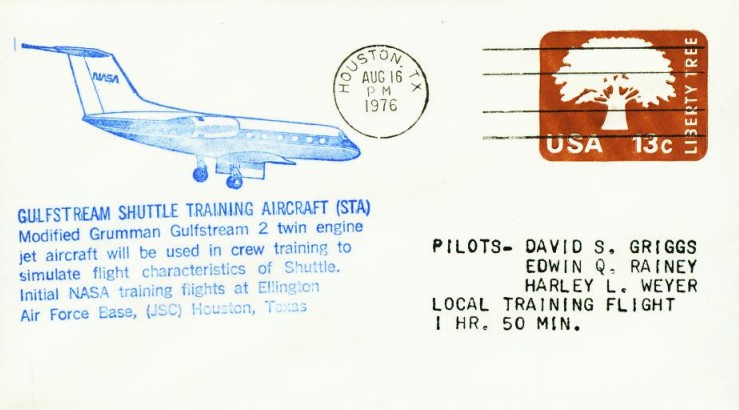 NASA
GULFSTREAM SHUTTLE TRAINING AIRCRAFT (STA)
Modified Grumman Gulfstream 2 twin engine
jet aircraft will be used in crew training to
simulate flight characteristics of Shuttle.
Initial NASA training flights at Ellington
Air Force Base, (JSC) Houston, Texas
HOUSTON, TX
AUG 16
PM
1976
USA 13c
LIBERTY TREE
PILOTS- DAVID S. GRIGGS
EDWIN Q. RAINEY
HARLEY L. WEYER
LOCAL TRAINING FLIGHT
1 HR. 50 MIN.